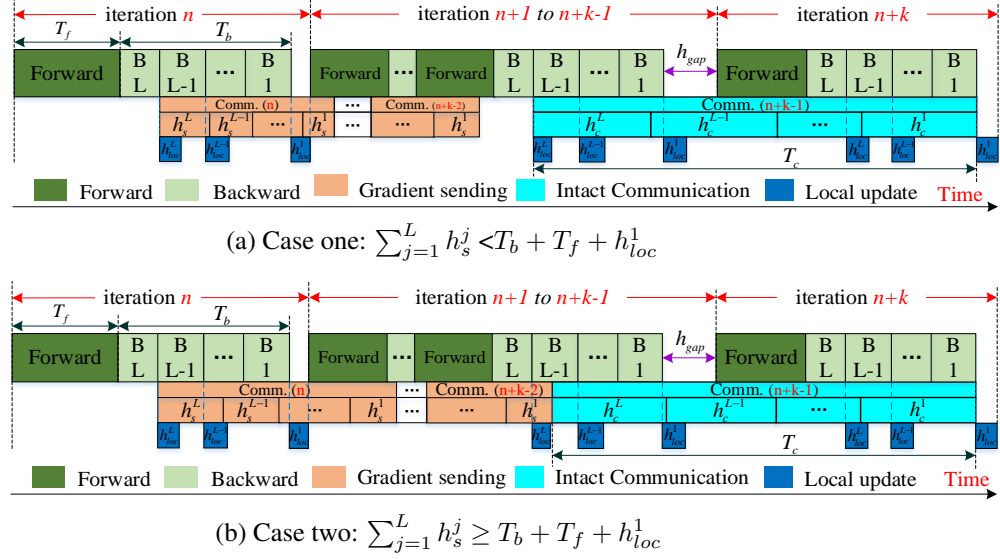 iteration n iteration n+1 to n+k-1 iteration n+k
T_f T_b h_gap
Forward B L B L-1 ... B 1 Forward ... Forward B L B L-1 ... B 1 Forward B L B L-1 ... B 1
Comm. (n) ... Comm. (n+k-2) Comm. (n+k-1)
h_s^L h_s^{L-1} ... h_s^1 ... ... h_s^1 h_c^L h_c^{L-1} ... h_c^1
h_loc^L h_loc^{L-1} h_loc^1 h_loc^L h_loc^{L-1} h_loc^1 h_loc^L h_loc^{L-1} h_loc^1
T_c
Forward Backward Gradient sending Intact Communication Local update Time
(a) Case one: ∑_{j=1}^{L} h_s^j <T_b + T_f + h_{loc}^1
iteration n iteration n+1 to n+k-1 iteration n+k
T_f T_b h_gap
Forward B L B L-1 ... B 1 Forward ... Forward B L B L-1 ... B 1 Forward B L B L-1 ... B 1
Comm. (n) ... Comm. (n+k-2) Comm. (n+k-1)
h_s^L h_s^{L-1} ... h_s^1 ... ... h_s^1 h_c^L h_c^{L-1} ... h_c^1
h_loc^L h_loc^{L-1} h_loc^1 h_loc^L h_loc^{L-1} h_loc^1 h_loc^L h_loc^{L-1} h_loc^1
T_c
Forward Backward Gradient sending Intact Communication Local update Time
(b) Case two: ∑_{j=1}^{L} h_s^j ≥ T_b + T_f + h_{loc}^1